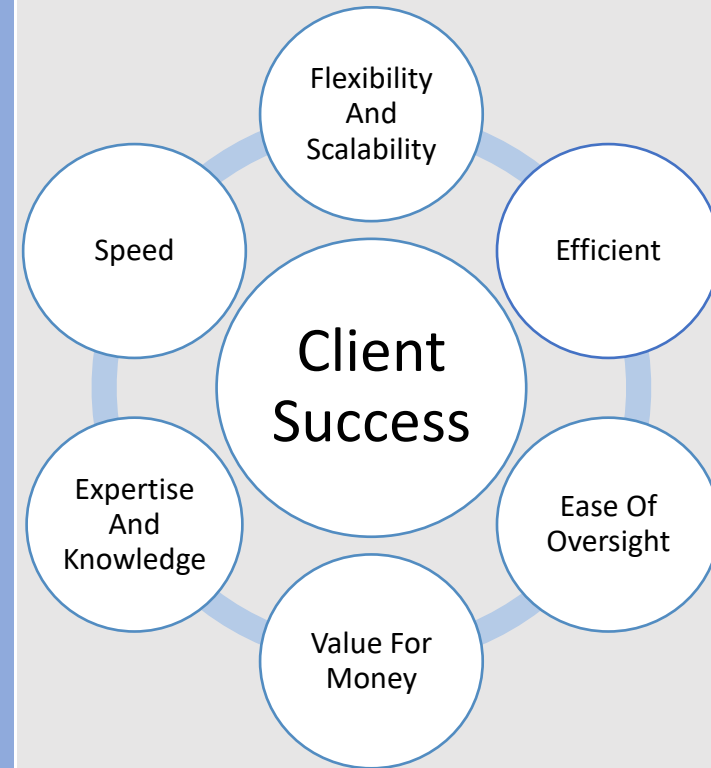 Flexibility
And
Scalability
Speed
Efficient
Client
Success
Expertise
And
Knowledge
Ease Of
Oversight
Value For
Money